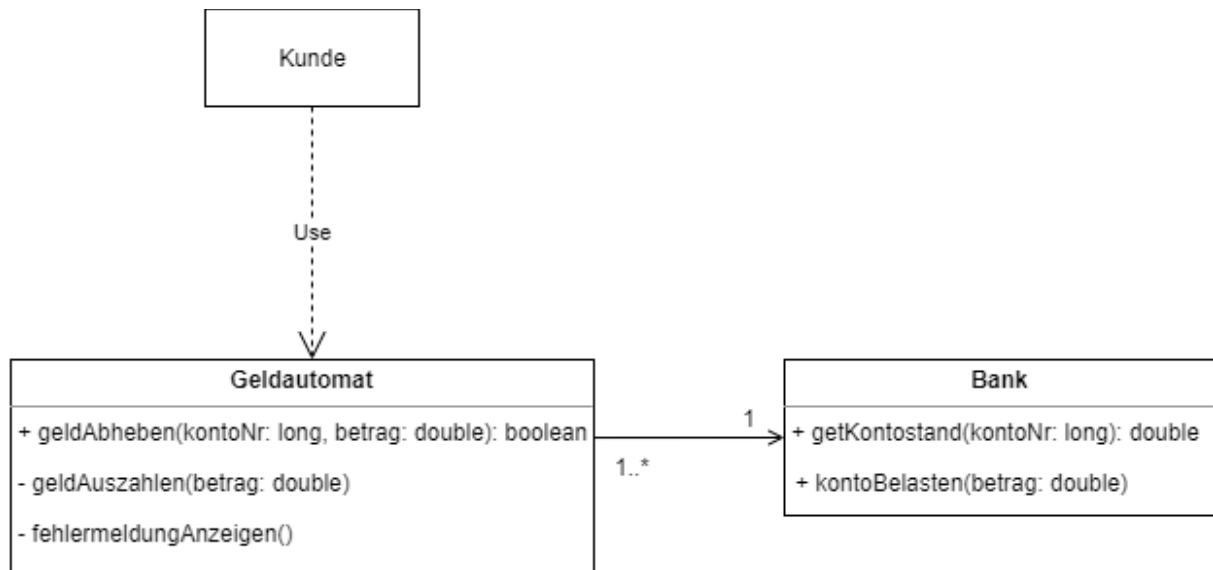 Kunde
Use
Geldautomat
+ geldAbheben(kontoNr: long, betrag: double): boolean
- geldAuszahlen(betrag: double)
- fehlermeldungAnzeigen()
1
1..*
Bank
+ getKontostand(kontoNr: long): double
+ kontoBelasten(betrag: double)